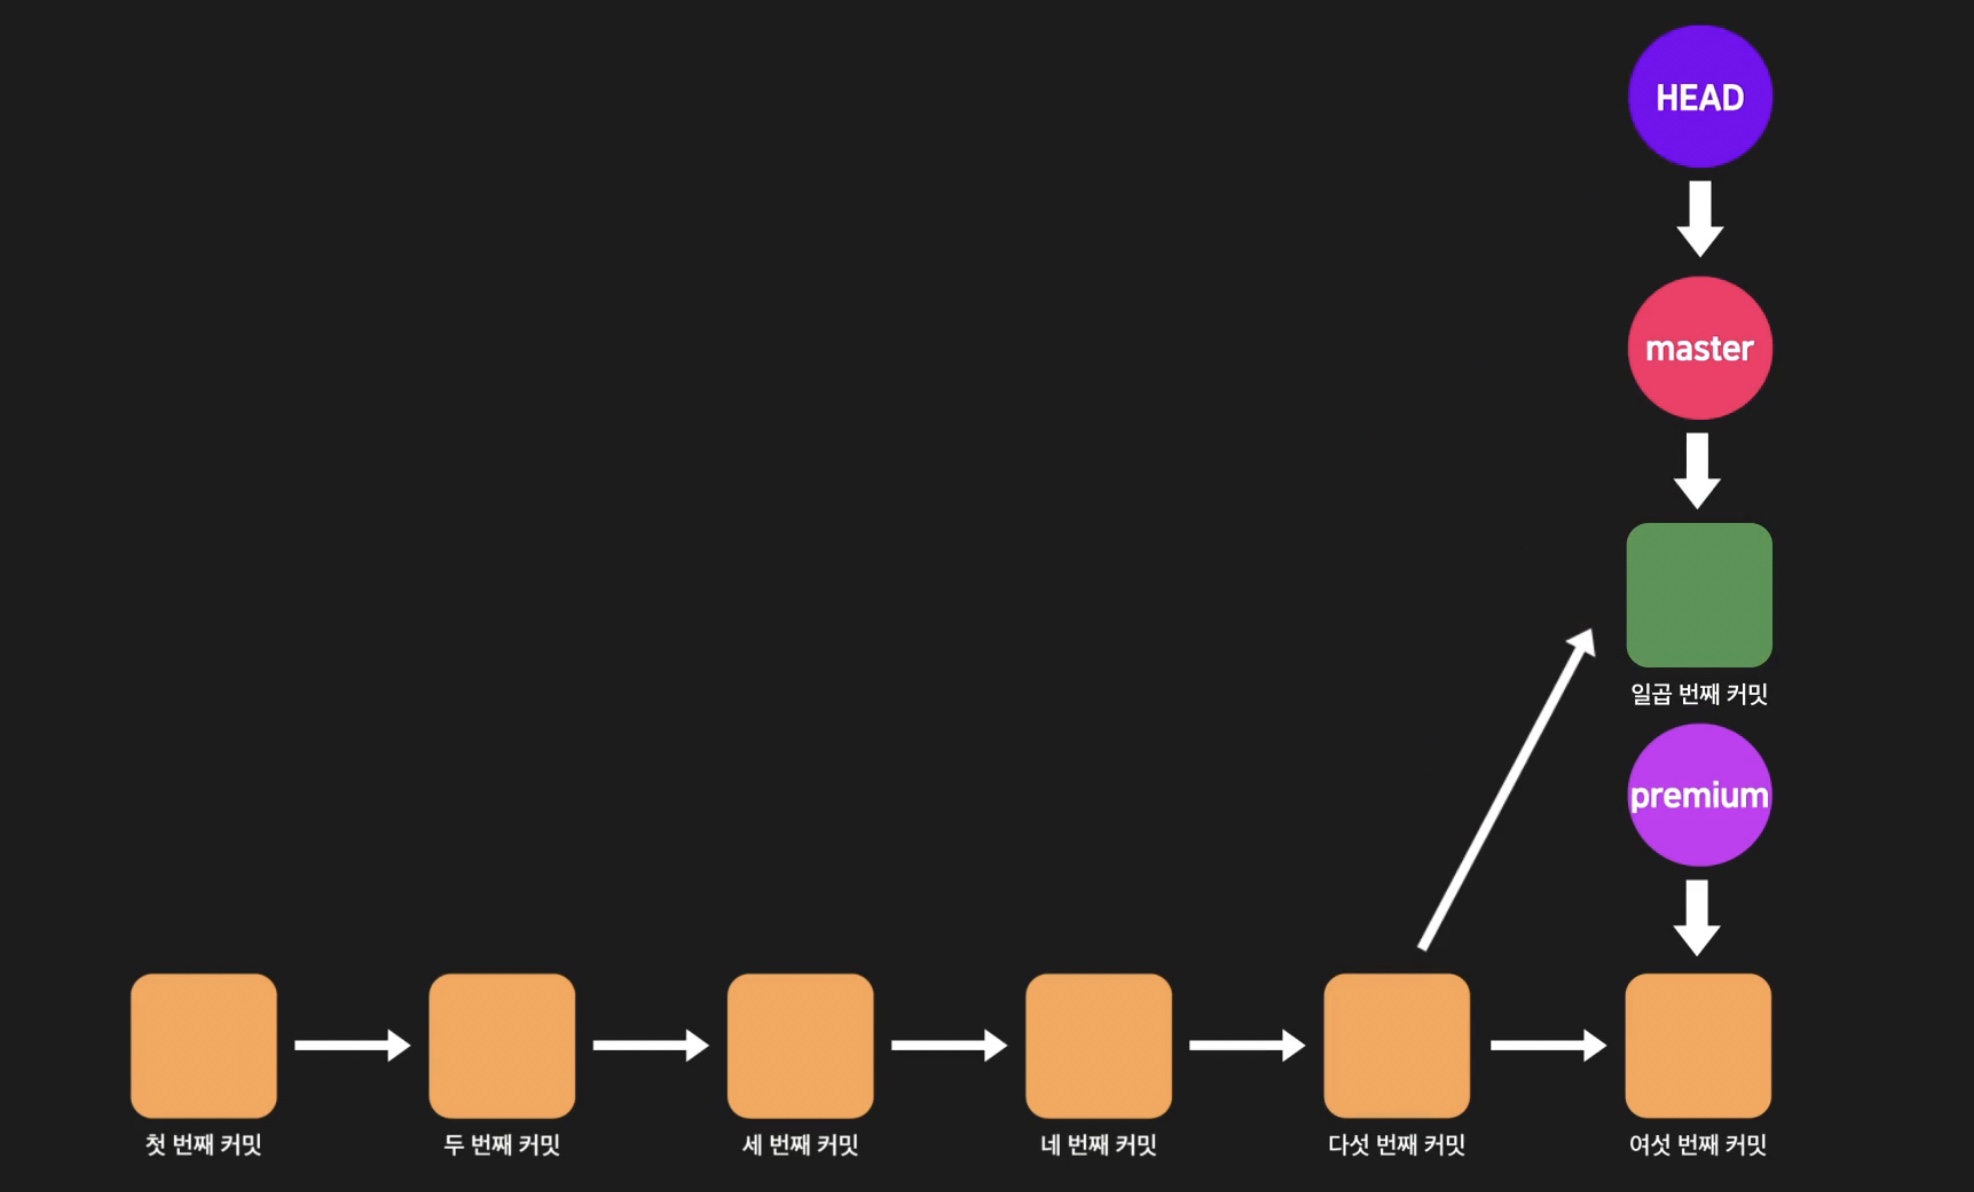 HEAD
master
일곱 번째 커밋
premium
첫 번째 커밋
두 번째 커밋
세 번째 커밋
네 번째 커밋
다섯 번째 커밋
여섯 번째 커밋